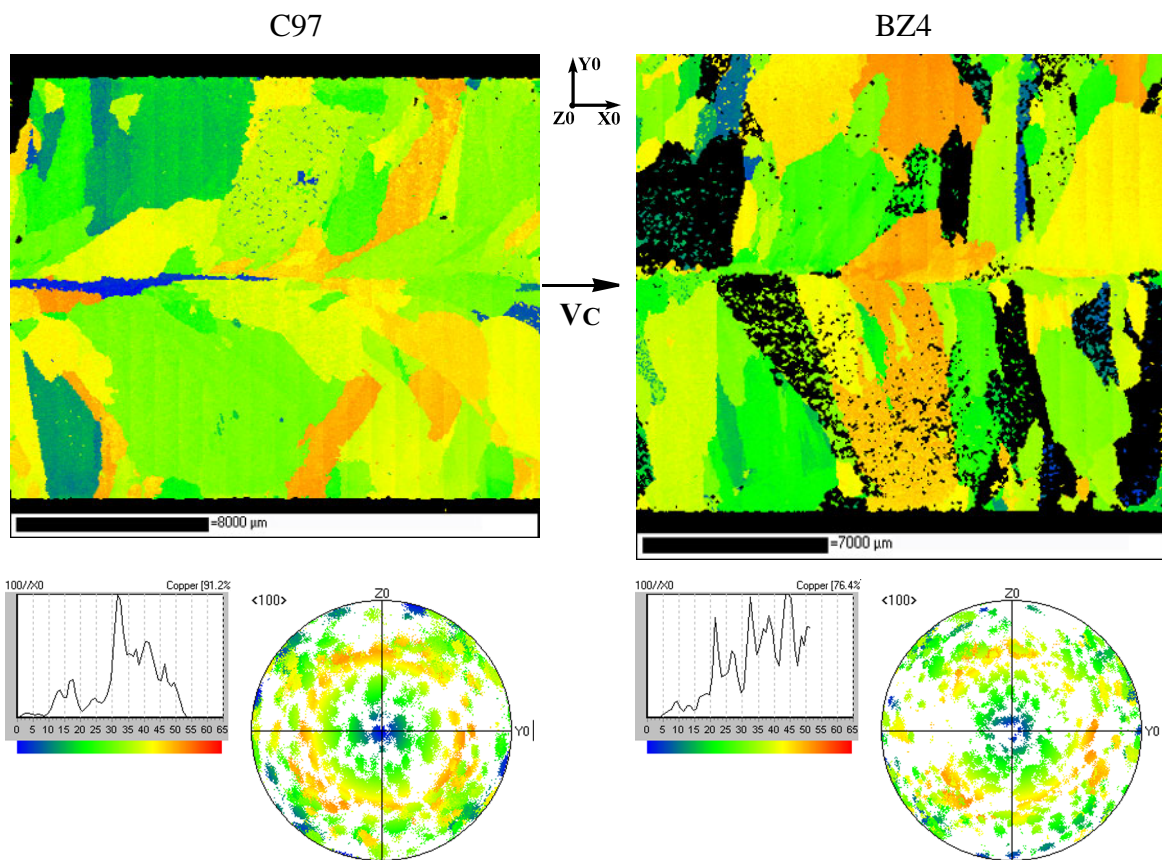 C97
BZ4
Y0
Z0 X0
VC
=8000 µm
=7000 µm
100//X0 Copper [91.2%
0 5 10 15 20 25 30 35 40 45 50 55 60 65
<100>
Z0
Y0
100//X0 Copper [76.4%
0 5 10 15 20 25 30 35 40 45 50 55 60 65
<100>
Z0
Y0